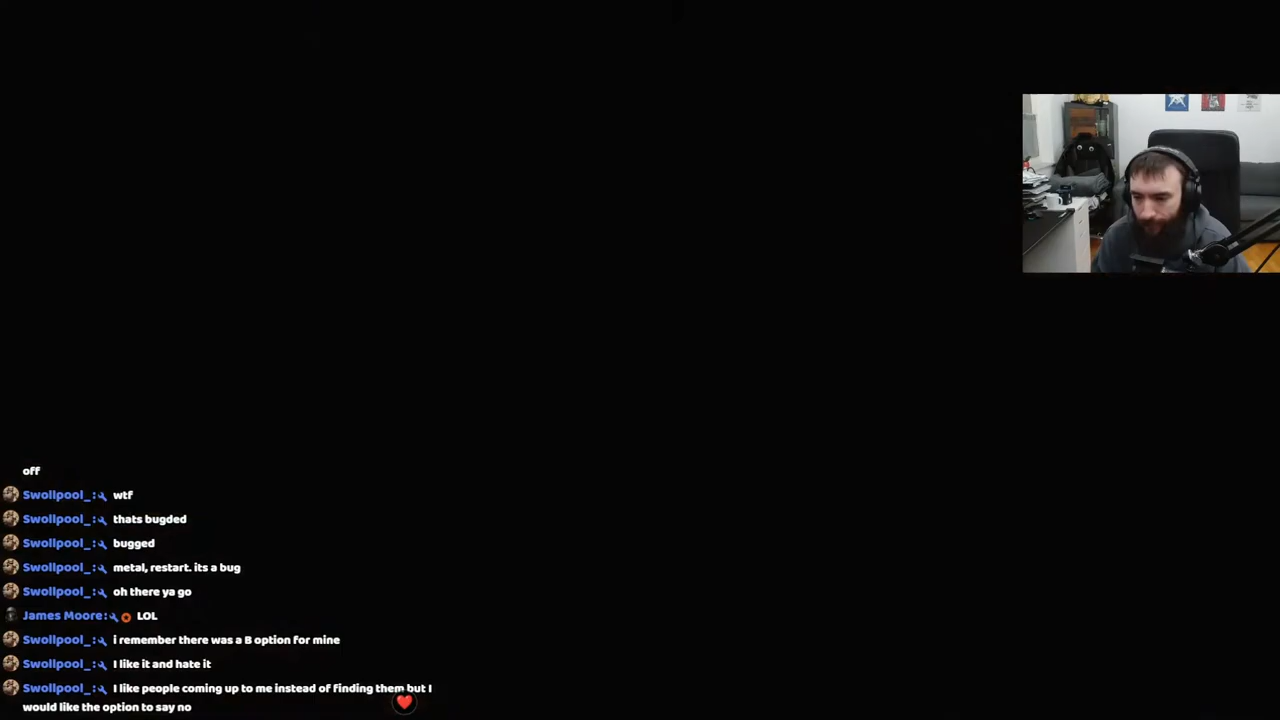 off
Swollpool_: wtf
Swollpool_: thats bugded
Swollpool_: bugged
Swollpool_: metal, restart. its a bug
Swollpool_: oh there ya go
James Moore: LOL
Swollpool_: i remember there was a B option for mine
Swollpool_: I like it and hate it
Swollpool_: I like people coming up to me instead of finding them but I
would like the option to say no